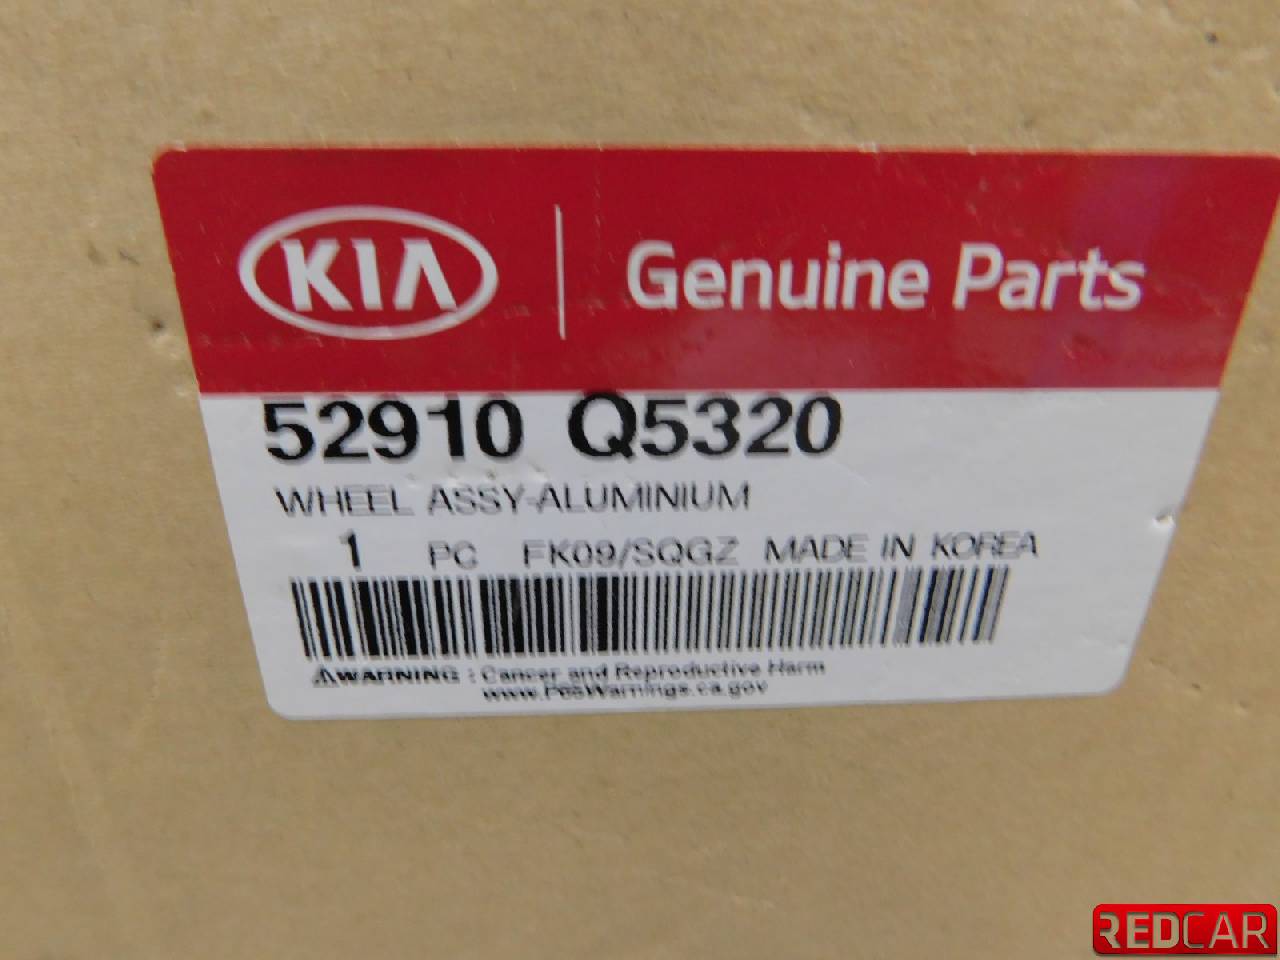 KIA Genuine Parts
52910 Q5320
WHEEL ASSY-ALUMINIUM
1 PC FK09/SQGZ MADE IN KOREA
⚠WARNING : Cancer and Reproductive Harm
www.P65Warnings.ca.gov
REDCAR